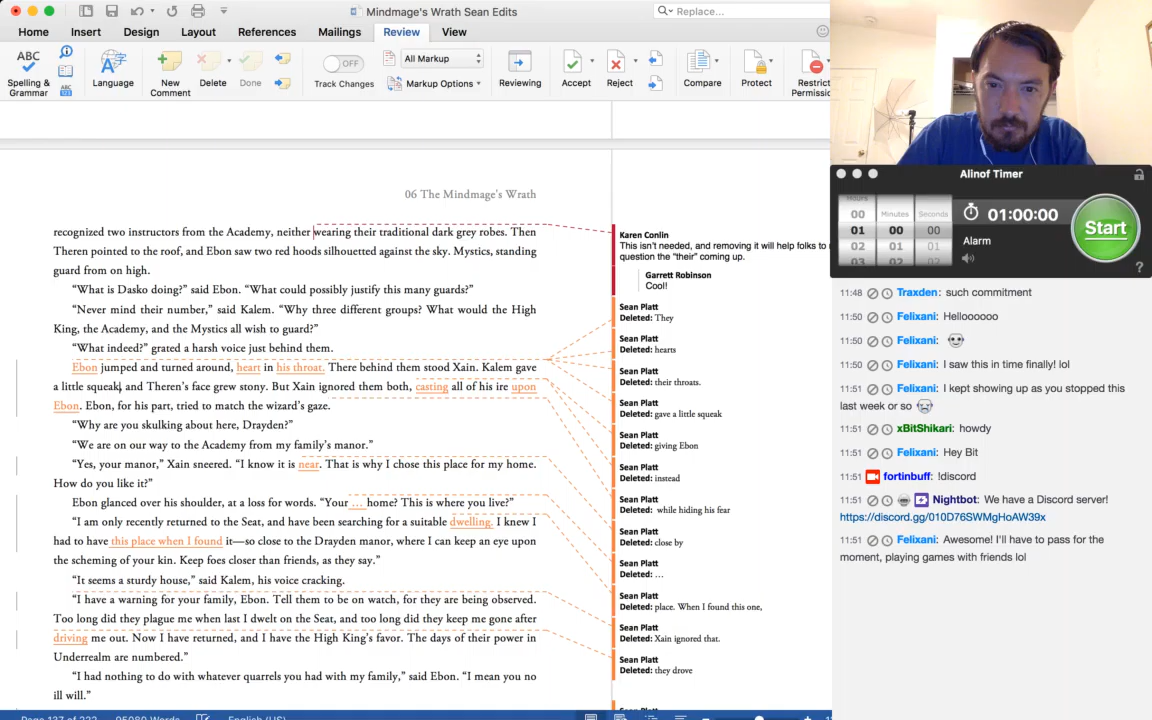 Mindmage's Wrath Sean Edits
Replace...
Home Insert Design Layout References Mailings Review View
ABC
Spelling & Grammar
Language
New Comment
Delete
Done
OFF
Track Changes
All Markup
Markup Options
Reviewing
Accept
Reject
Compare
Protect
Restrict
Permissio
06 The Mindmage's Wrath
recognized two instructors from the Academy, neither wearing their traditional dark grey robes. Then
Theren pointed to the roof, and Ebon saw two red hoods silhouetted against the sky. Mystics, standing
guard from on high.
“What is Dasko doing?” said Ebon. “What could possibly justify this many guards?”
“Never mind their number,” said Kalem. “Why three different groups? What would the High
King, the Academy, and the Mystics all wish to guard?”
“What indeed?” grated a harsh voice just behind them.
Ebon jumped and turned around, heart in his throat. There behind them stood Xain. Kalem gave
a little squeak, and Theren’s face grew stony. But Xain ignored them both, casting all of his ire upon
Ebon. Ebon, for his part, tried to match the wizard’s gaze.
“Why are you skulking about here, Drayden?”
“We are on our way to the Academy from my family’s manor.”
“Yes, your manor,” Xain sneered. “I know it is near. That is why I chose this place for my home.
How do you like it?”
Ebon glanced over his shoulder, at a loss for words. “Your … home? This is where you live?”
“I am only recently returned to the Seat, and have been searching for a suitable dwelling. I knew I
had to have this place when I found it—so close to the Drayden manor, where I can keep an eye upon
the scheming of your kin. Keep foes closer than friends, as they say.”
“It seems a sturdy house,” said Kalem, his voice cracking.
“I have a warning for your family, Ebon. Tell them to be on watch, for they are being observed.
Too long did they plague me when last I dwelt on the Seat, and too long did they keep me gone after
driving me out. Now I have returned, and I have the High King’s favor. The days of their power in
Underrealm are numbered.”
“I had nothing to do with whatever quarrels you had with my family,” said Ebon. “I mean you no
ill will.”
Karen Conlin
This isn't needed, and removing it will help folks to
question the "their" coming up.
Garrett Robinson
Cool!
Sean Platt
Deleted: They
Sean Platt
Deleted: hearts
Sean Platt
Deleted: their throats.
Sean Platt
Deleted: gave a little squeak
Sean Platt
Deleted: giving Ebon
Sean Platt
Deleted: instead
Sean Platt
Deleted: while hiding his fear
Sean Platt
Deleted: close by
Sean Platt
Deleted: …
Sean Platt
Deleted: place. When I found this one,
Sean Platt
Deleted: Xain ignored that.
Sean Platt
Deleted: they drove
Page 137 of 232 95089 Words English (US)
Alinof Timer
Hours Minutes Seconds
00
01 00 00
02 01 01
03 02 02
01:00:00
Alarm
Start
?
11:48 Traxden: such commitment
11:50 Felixani: Helloooooo
11:50 Felixani:
11:50 Felixani: I saw this in time finally! lol
11:51 Felixani: I kept showing up as you stopped this
last week or so
11:51 xBitShikari: howdy
11:51 Felixani: Hey Bit
11:51 fortinbuff: !discord
11:51 Nightbot: We have a Discord server!
https://discord.gg/010D76SWMgHoAW39x
11:51 Felixani: Awesome! I'll have to pass for the
moment, playing games with friends lol